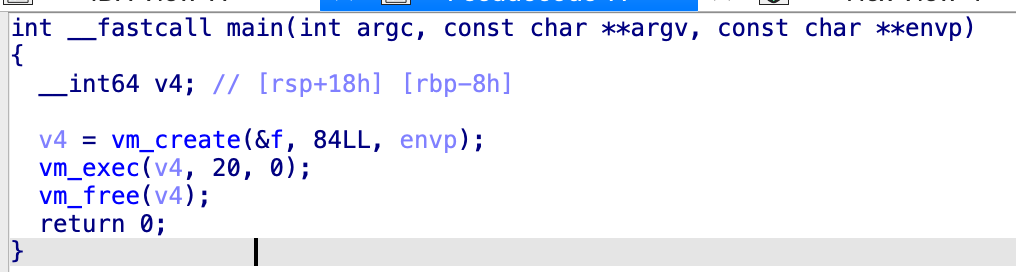 int __fastcall main(int argc, const char **argv, const char **envp)
{
  __int64 v4; // [rsp+18h] [rbp-8h]

  v4 = vm_create(&f, 84LL, envp);
  vm_exec(v4, 20, 0);
  vm_free(v4);
  return 0;
}